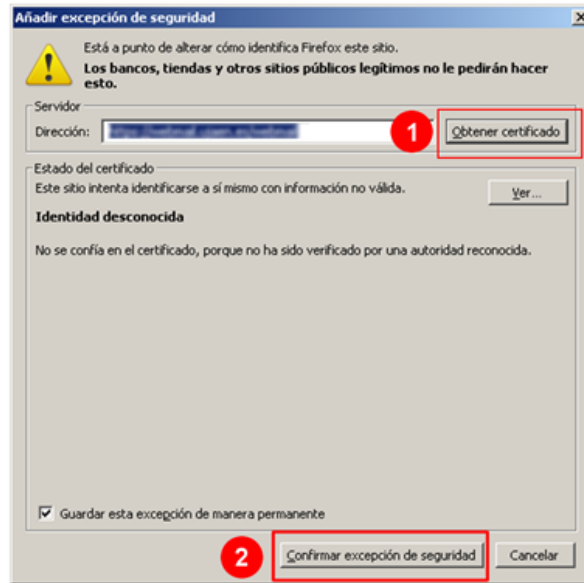 Añadir excepción de seguridad
Está a punto de alterar cómo identifica Firefox este sitio.
Los bancos, tiendas y otros sitios públicos legítimos no le pedirán hacer
esto.
Servidor
Dirección:
1
Obtener certificado
Estado del certificado
Este sitio intenta identificarse a sí mismo con información no válida.
Ver...
Identidad desconocida
No se confía en el certificado, porque no ha sido verificado por una autoridad reconocida.
Guardar esta excepción de manera permanente
2
Confirmar excepción de seguridad
Cancelar